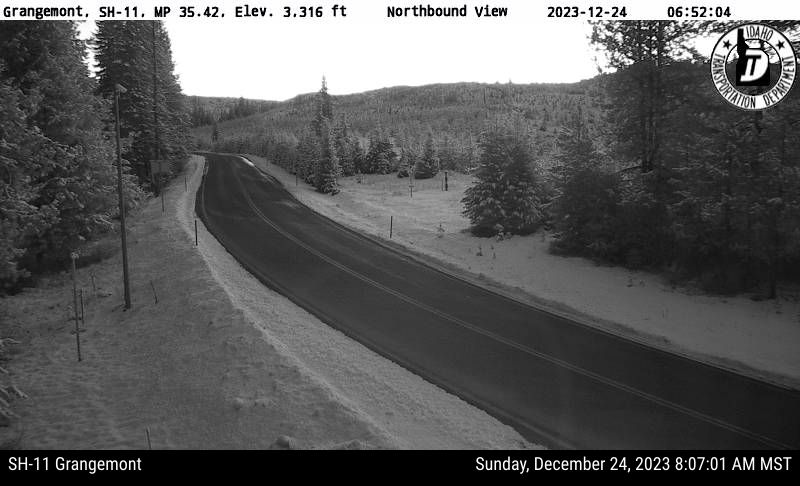 Grangemont, SH-11, MP 35.42, Elev. 3,316 ft Northbound View 2023-12-24 06:52:04
IDAHO
TRANSPORTATION DEPARTMENT
SH-11 Grangemont Sunday, December 24, 2023 8:07:01 AM MST